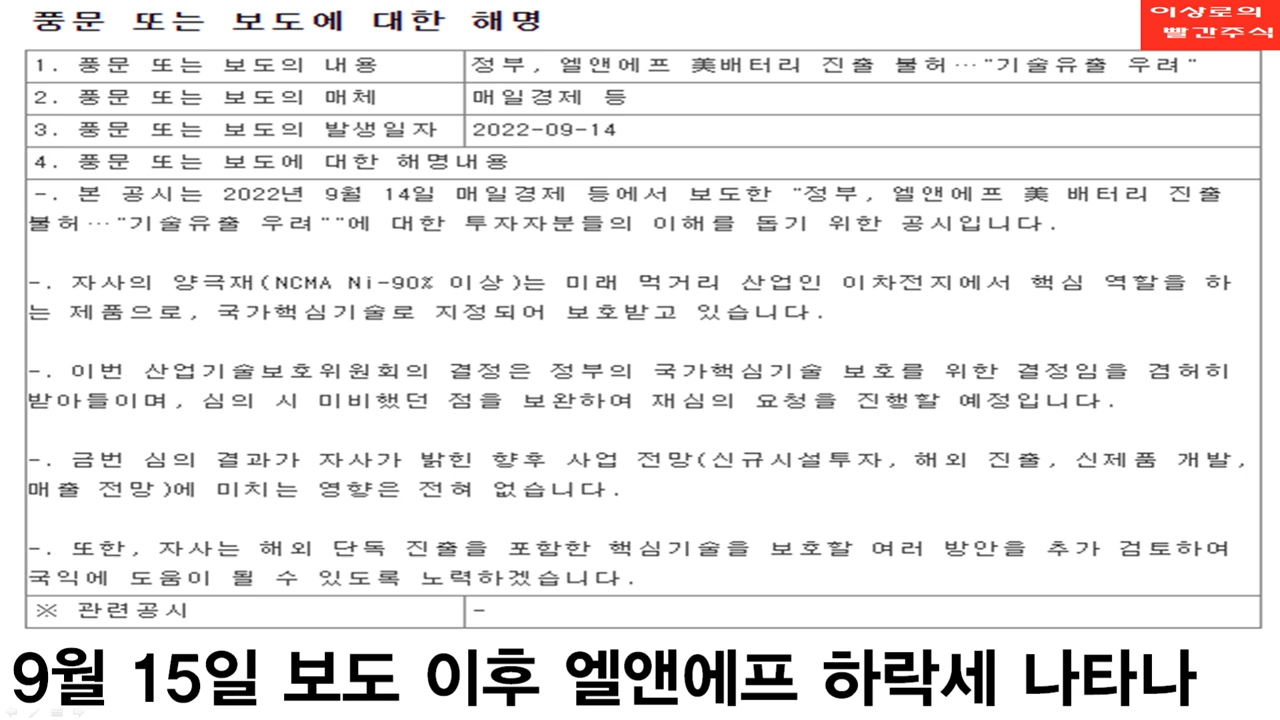 풍문 또는 보도에 대한 해명
이상로의
빨간주식
1. 풍문 또는 보도의 내용 정부, 엘앤에프 美배터리 진출 불허…"기술유출 우려"
2. 풍문 또는 보도의 매체 매일경제 등
3. 풍문 또는 보도의 발생일자 2022-09-14
4. 풍문 또는 보도에 대한 해명내용
-. 본 공시는 2022년 9월 14일 매일경제 등에서 보도한 "정부, 엘앤에프 美 배터리 진출
불허…"기술유출 우려""에 대한 투자자분들의 이해를 돕기 위한 공시입니다.
-. 자사의 양극재(NCMA Ni-90% 이상)는 미래 먹거리 산업인 이차전지에서 핵심 역할을 하
는 제품으로, 국가핵심기술로 지정되어 보호받고 있습니다.
-. 이번 산업기술보호위원회의 결정은 정부의 국가핵심기술 보호를 위한 결정임을 겸허히
받아들이며, 심의 시 미비했던 점을 보완하여 재심의 요청을 진행할 예정입니다.
-. 금번 심의 결과가 자사가 밝힌 향후 사업 전망(신규시설투자, 해외 진출, 신제품 개발,
매출 전망)에 미치는 영향은 전혀 없습니다.
-. 또한, 자사는 해외 단독 진출을 포함한 핵심기술을 보호할 여러 방안을 추가 검토하여
국익에 도움이 될 수 있도록 노력하겠습니다.
※ 관련공시 -
9월 15일 보도 이후 엘앤에프 하락세 나타나